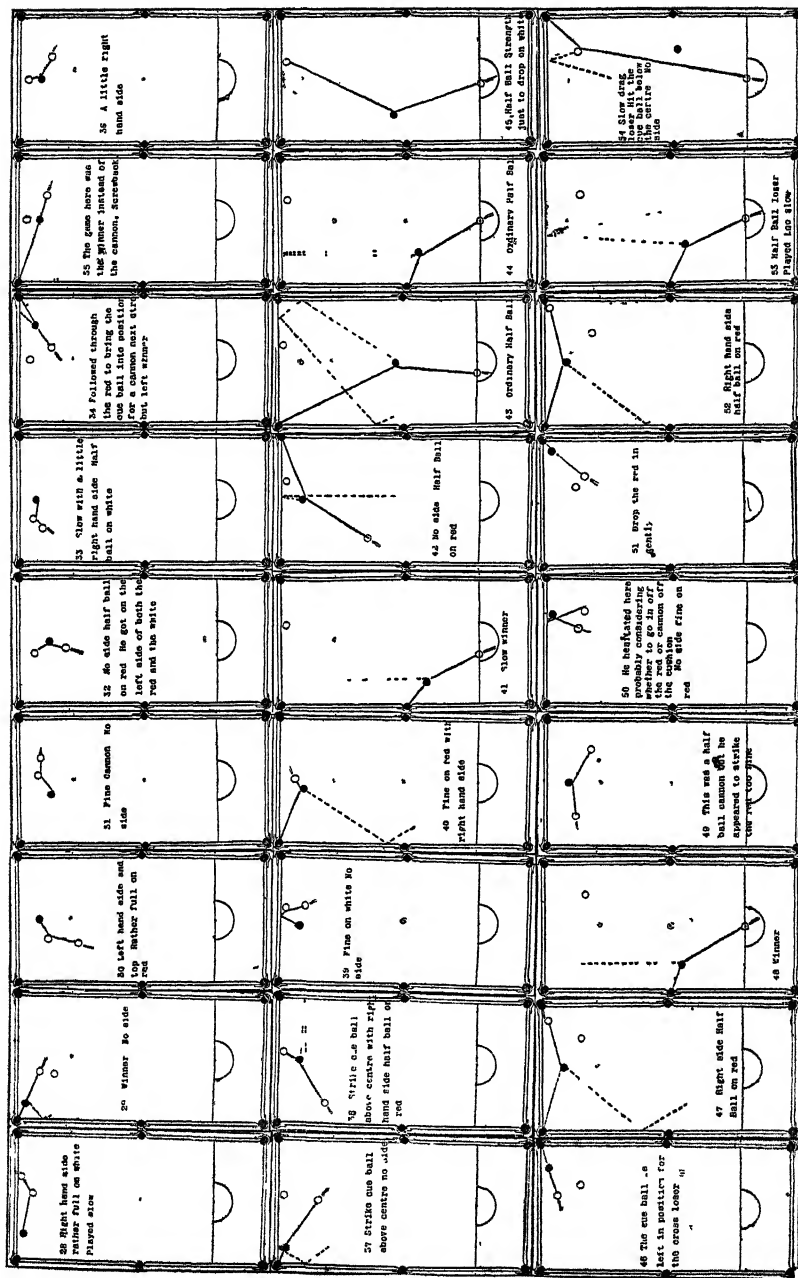 28 Right hand side
rather full on white
Played slow
29 Winner No side
30 Left hand side and
top Rather full on
red
31 Fine Cannon No
side
32 No side half ball
on red He got on the
left side of both the
red and the white
33 Slow with a little
right hand side Half
ball on white
34 Followed through
the red to bring the
cue ball into position
for a cannon next stro
but left winner
35 The game here was
the winner instead of
the cannon. Screwback
36 A little right
hand side
37 Strike cue ball
above centre no side
38 Strike cue ball
above centre with right
hand side half ball on
red
39 Fine on white No
side
40 Fine on red with
right hand side
41 Slow winner
42 No side Half Ball
on red
43 Ordinary Half Ball
44 Ordinary Half Ball
45, Half Ball Strength
just to drop on white
46 The cue ball is
left in position for
the cross loser
47 Right side Half
Ball on red
48 Winner
49 This was a half
ball cannon but he
appeared to strike
the red too fine
50 He hesitated here
probably considering
whether to go in off
the red or cannon off
the cushion
No side fine on
red
51 Drop the red in
gently
52 Right hand side
half ball on red
53 Half Ball loser
Played too slow
54 Slow drag
loser Hit the
cue ball below
the centre No
side